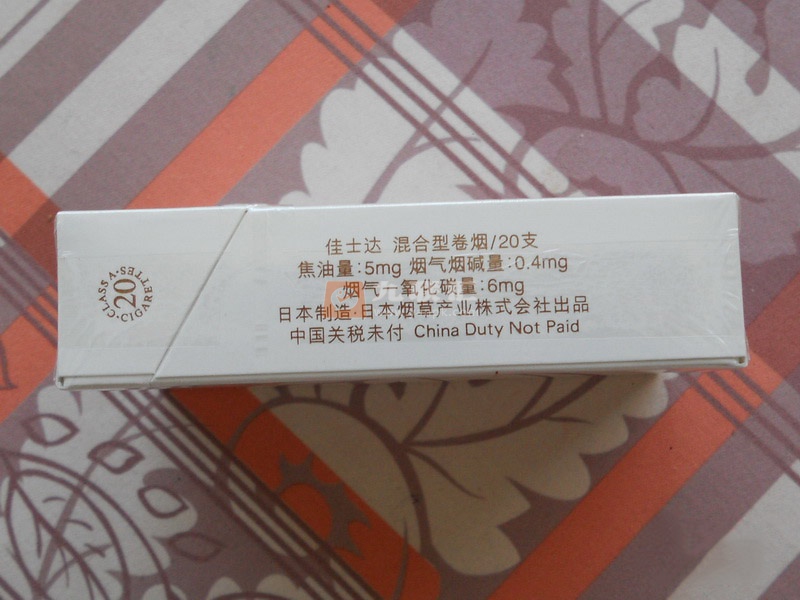 佳士达 混合型卷烟/20支
焦油量:5mg 烟气烟碱量:0.4mg
烟气一氧化碳量:6mg
日本制造·日本烟草产业株式会社出品
中国关税未付 China Duty Not Paid
CLASS A
20
CIGARETTES